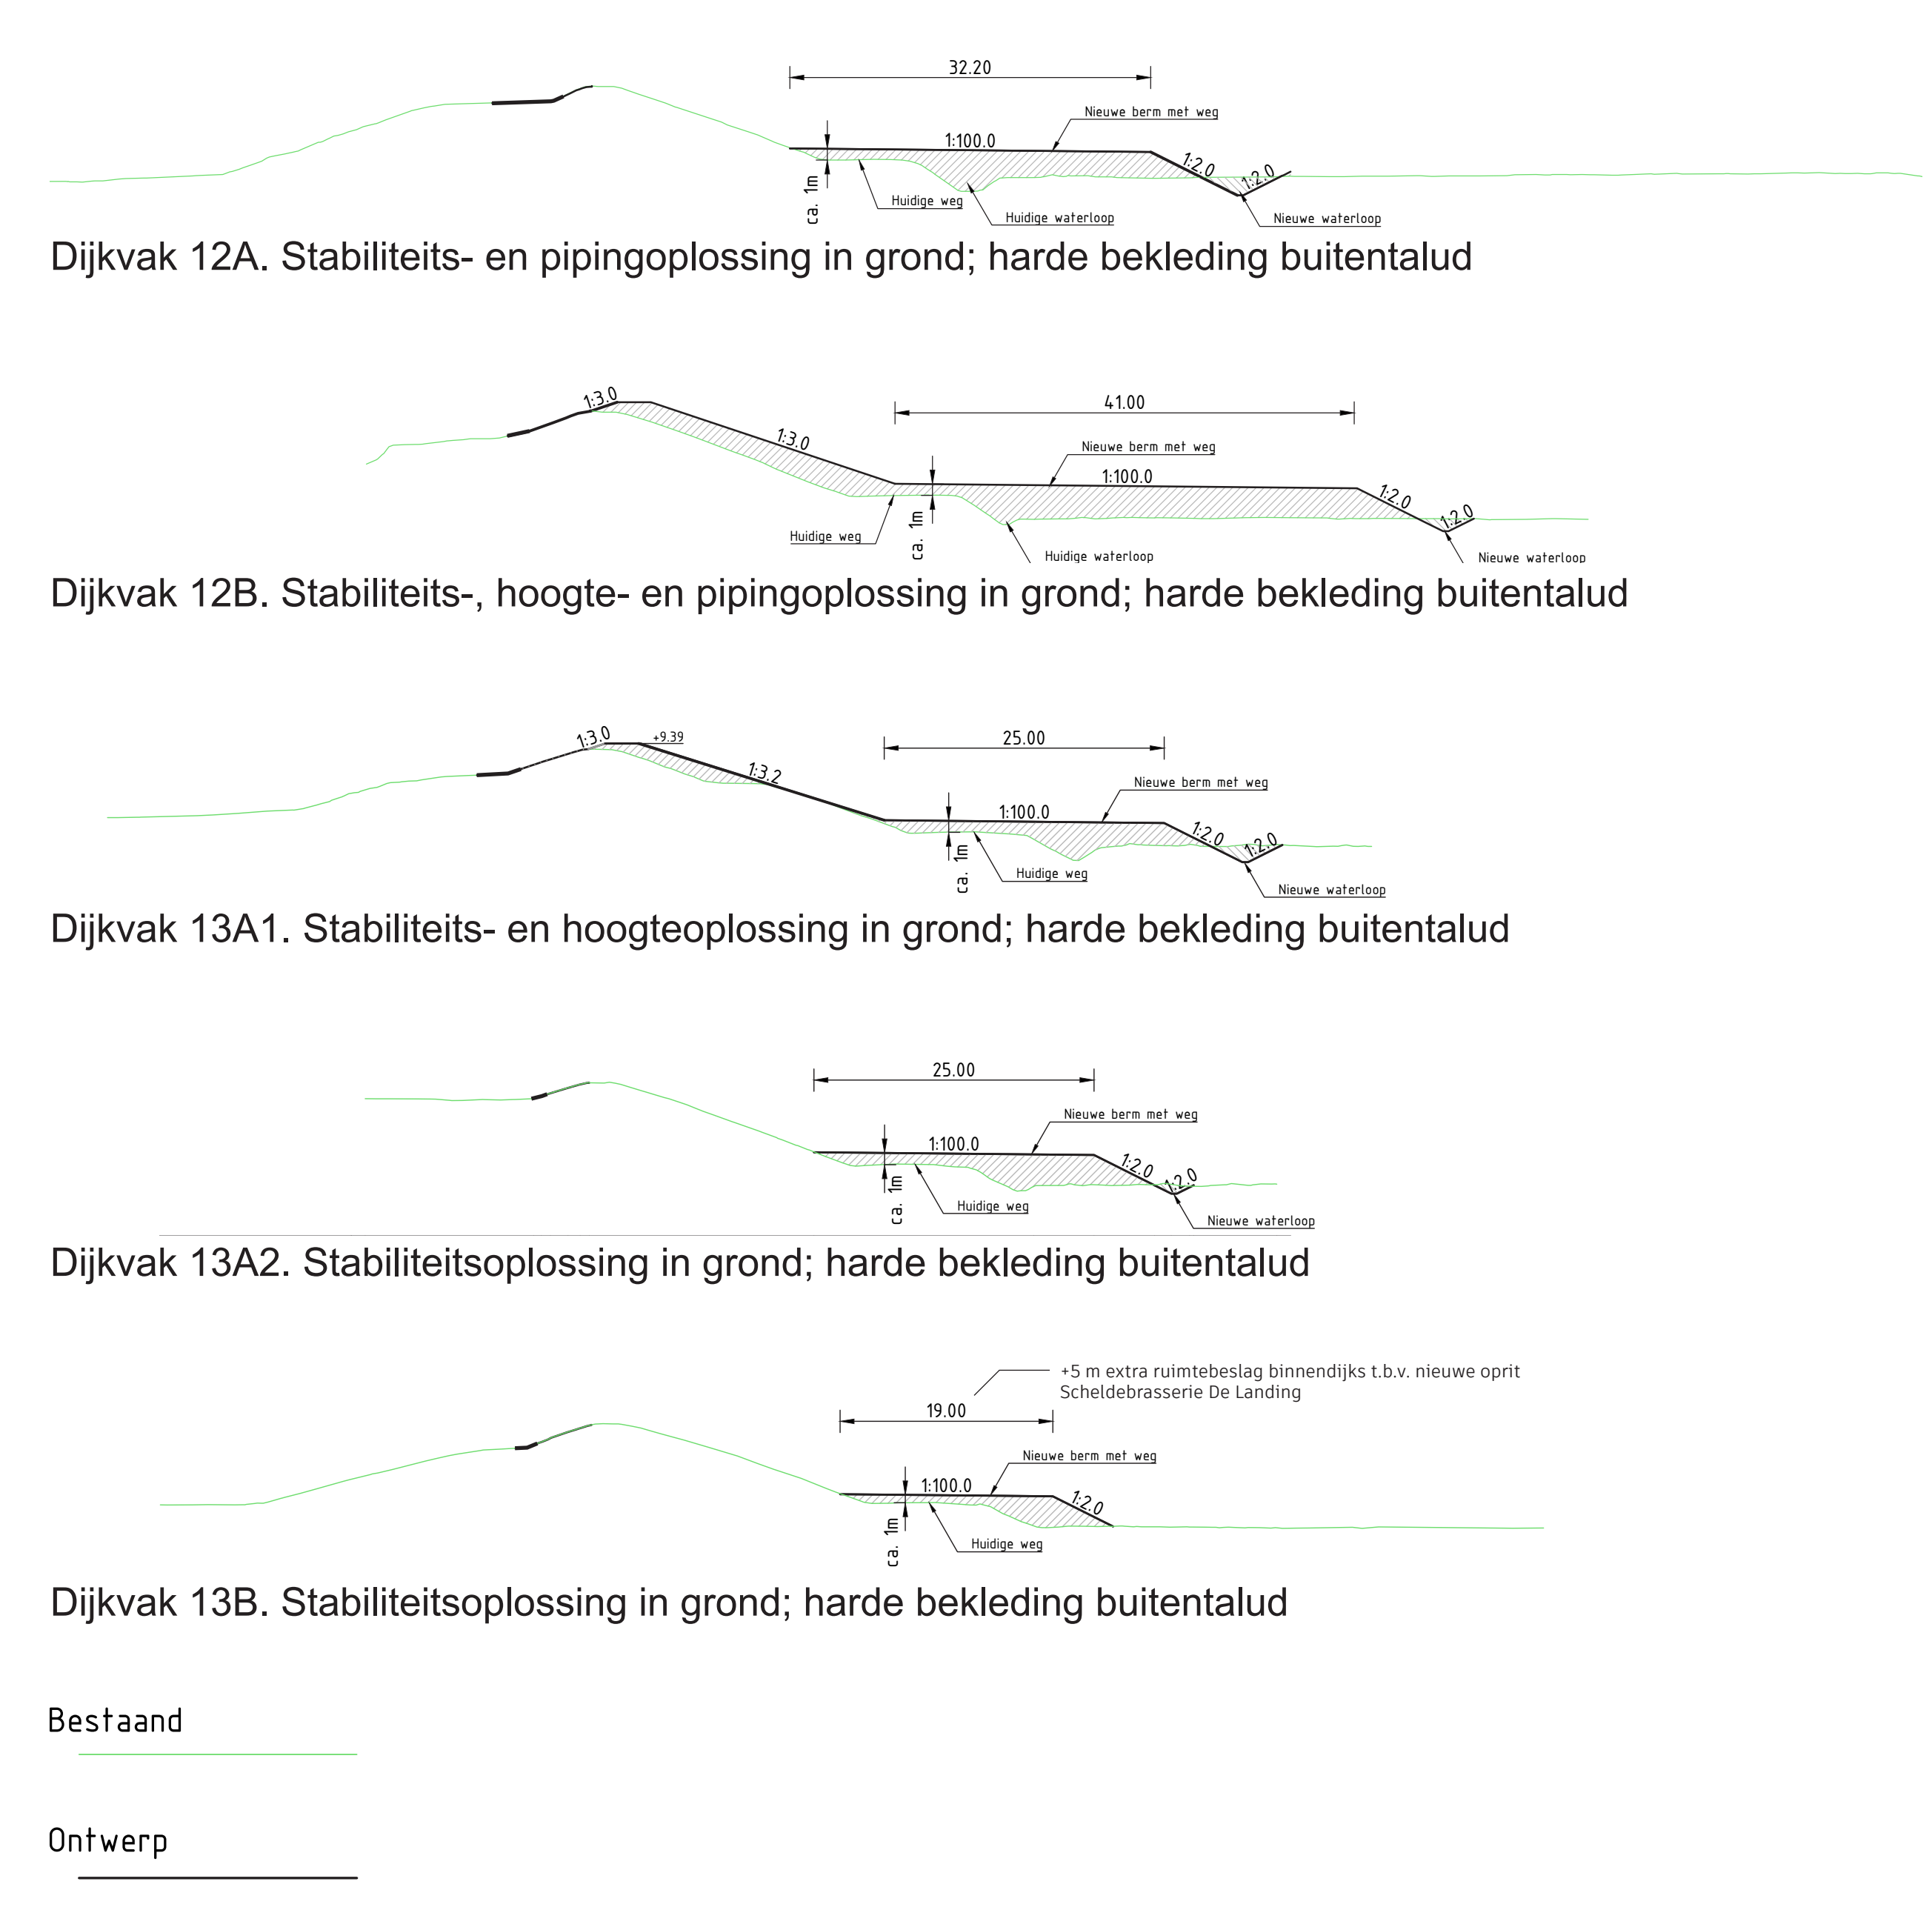 32.20
Nieuwe berm met weg
1:100.0
1:2.0
1:2.0
ca. 1m
Huidige weg
Huidige waterloop
Nieuwe waterloop
Dijkvak 12A. Stabiliteits- en pipingoplossing in grond; harde bekleding buitentalud
1:3.0
41.00
1:3.0
Nieuwe berm met weg
1:100.0
1:2.0
1:2.0
Huidige weg
ca. 1m
Huidige waterloop
Nieuwe waterloop
Dijkvak 12B. Stabiliteits-, hoogte- en pipingoplossing in grond; harde bekleding buitentalud
1:3.0
+9.39
25.00
1:3.2
Nieuwe berm met weg
1:100.0
1:2.0
1:2.0
ca. 1m
Huidige weg
Nieuwe waterloop
Dijkvak 13A1. Stabiliteits- en hoogteoplossing in grond; harde bekleding buitentalud
25.00
Nieuwe berm met weg
1:100.0
1:2.0
1:2.0
ca. 1m
Huidige weg
Nieuwe waterloop
Dijkvak 13A2. Stabiliteitsoplossing in grond; harde bekleding buitentalud
+5 m extra ruimtebeslag binnendijks t.b.v. nieuwe oprit
Scheldebrasserie De Landing
19.00
Nieuwe berm met weg
1:100.0
1:2.0
ca. 1m
Huidige weg
Dijkvak 13B. Stabiliteitsoplossing in grond; harde bekleding buitentalud
Bestaand
Ontwerp